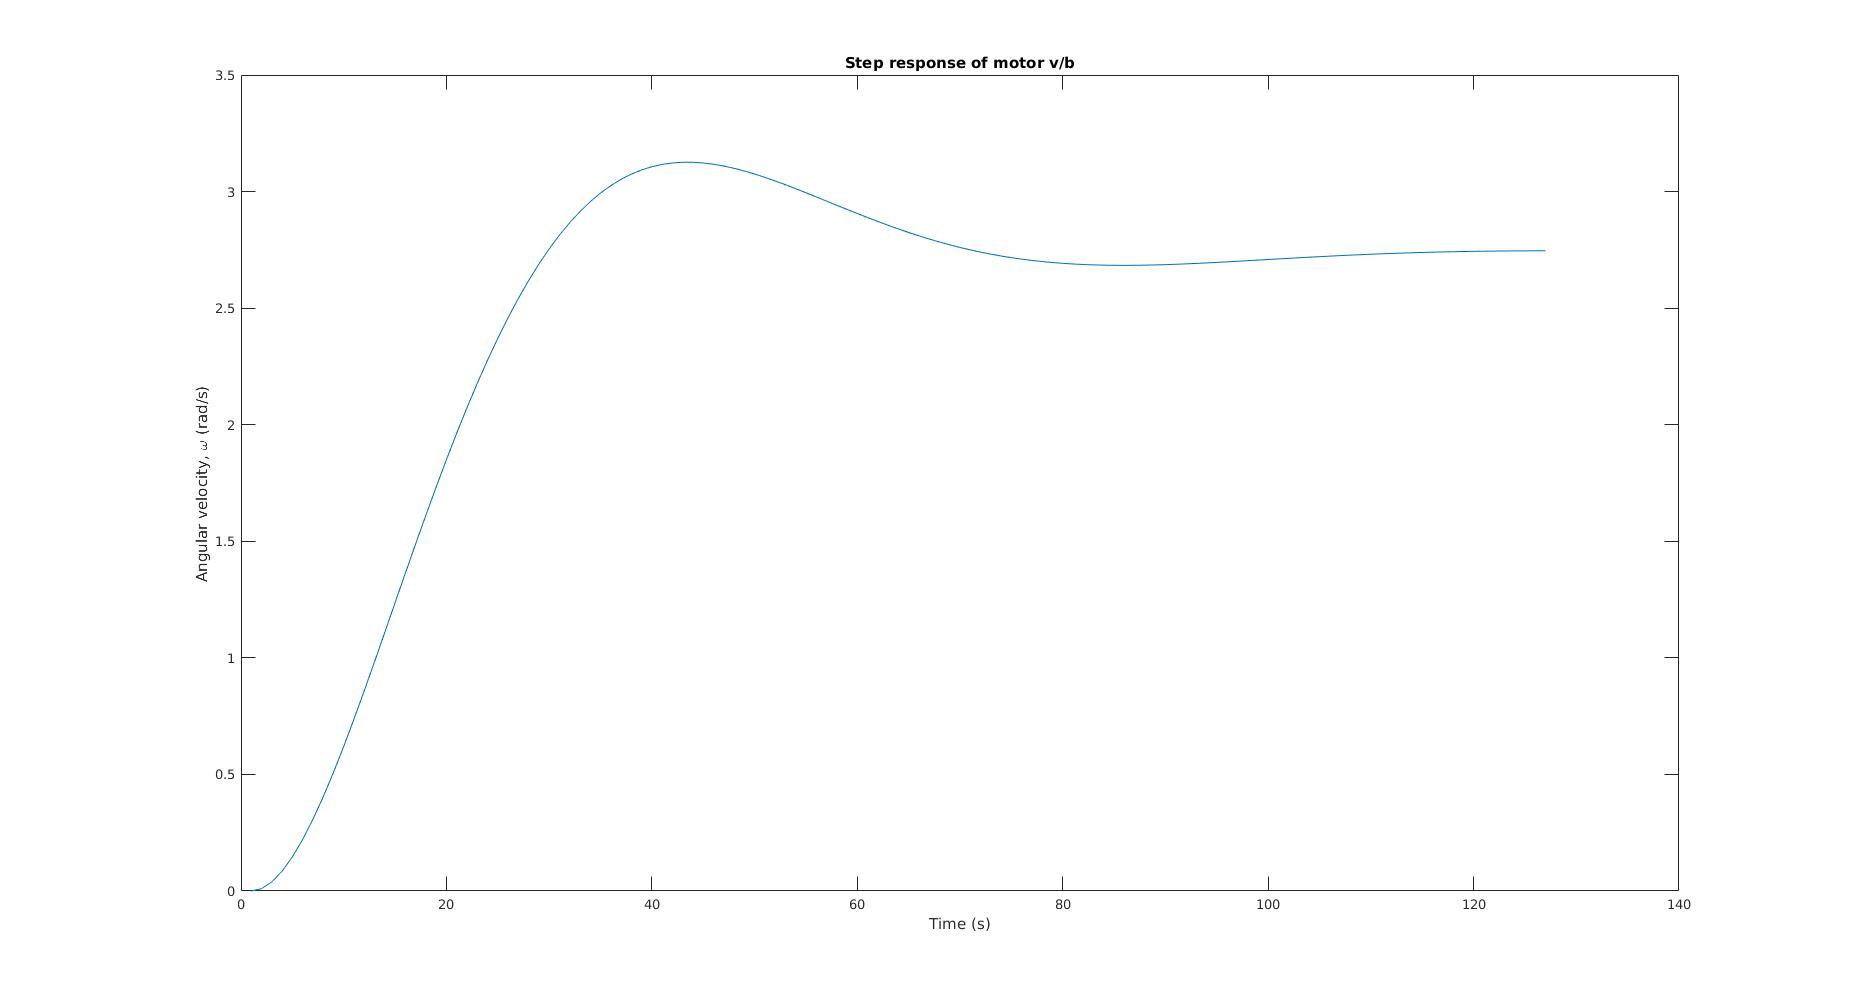 Step response of motor v/b
3.5
3
2.5
2
1.5
1
0.5
0
Angular velocity, ω (rad/s)
0 20 40 60 80 100 120 140
Time (s)